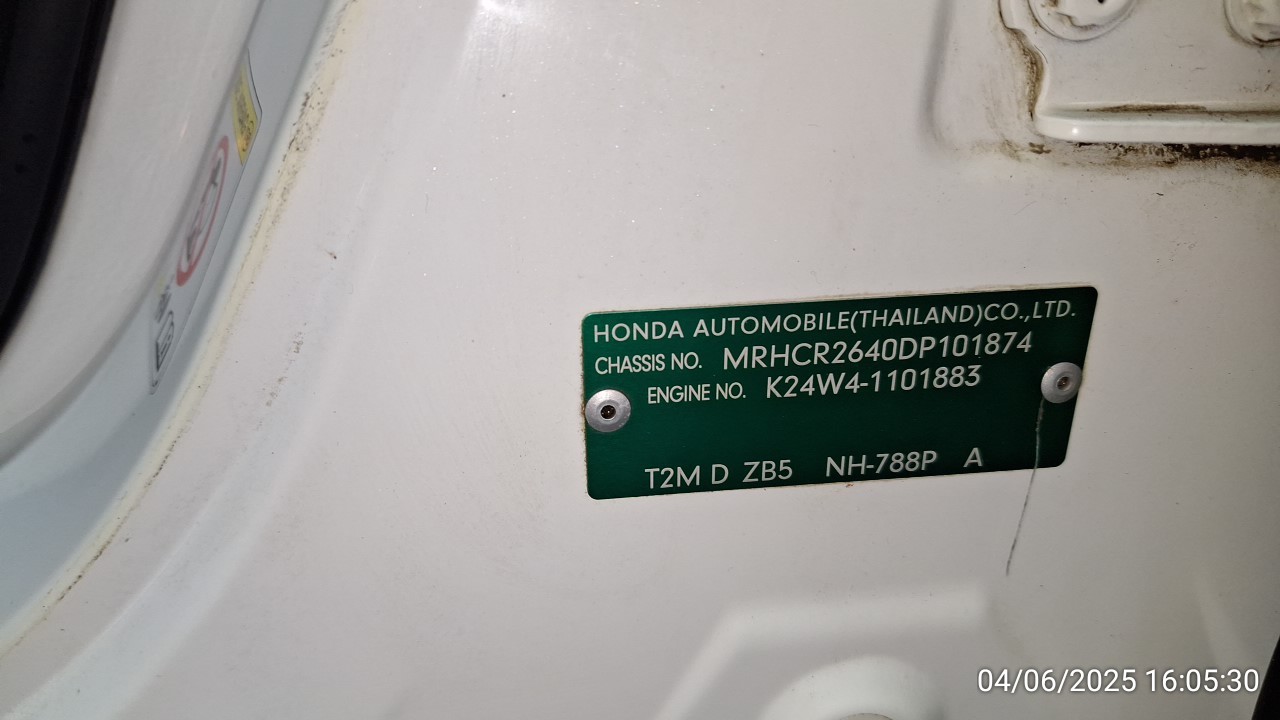 HONDA AUTOMOBILE(THAILAND)CO.,LTD.
CHASSIS NO. MRHCR2640DP101874
ENGINE NO. K24W4-1101883
T2M D ZB5 NH-788P A
04/06/2025 16:05:30